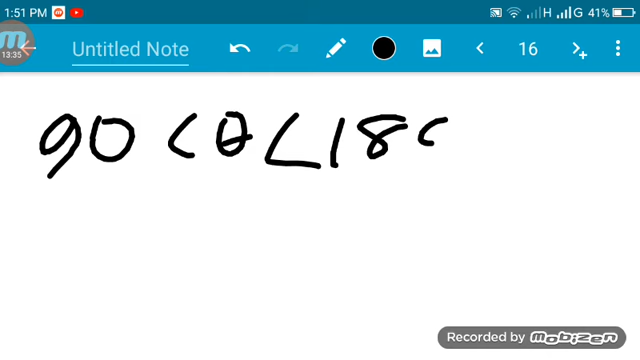 1:51 PM H G 41%
13:35 Untitled Note 16
90 < θ < 18
Recorded by mobizen